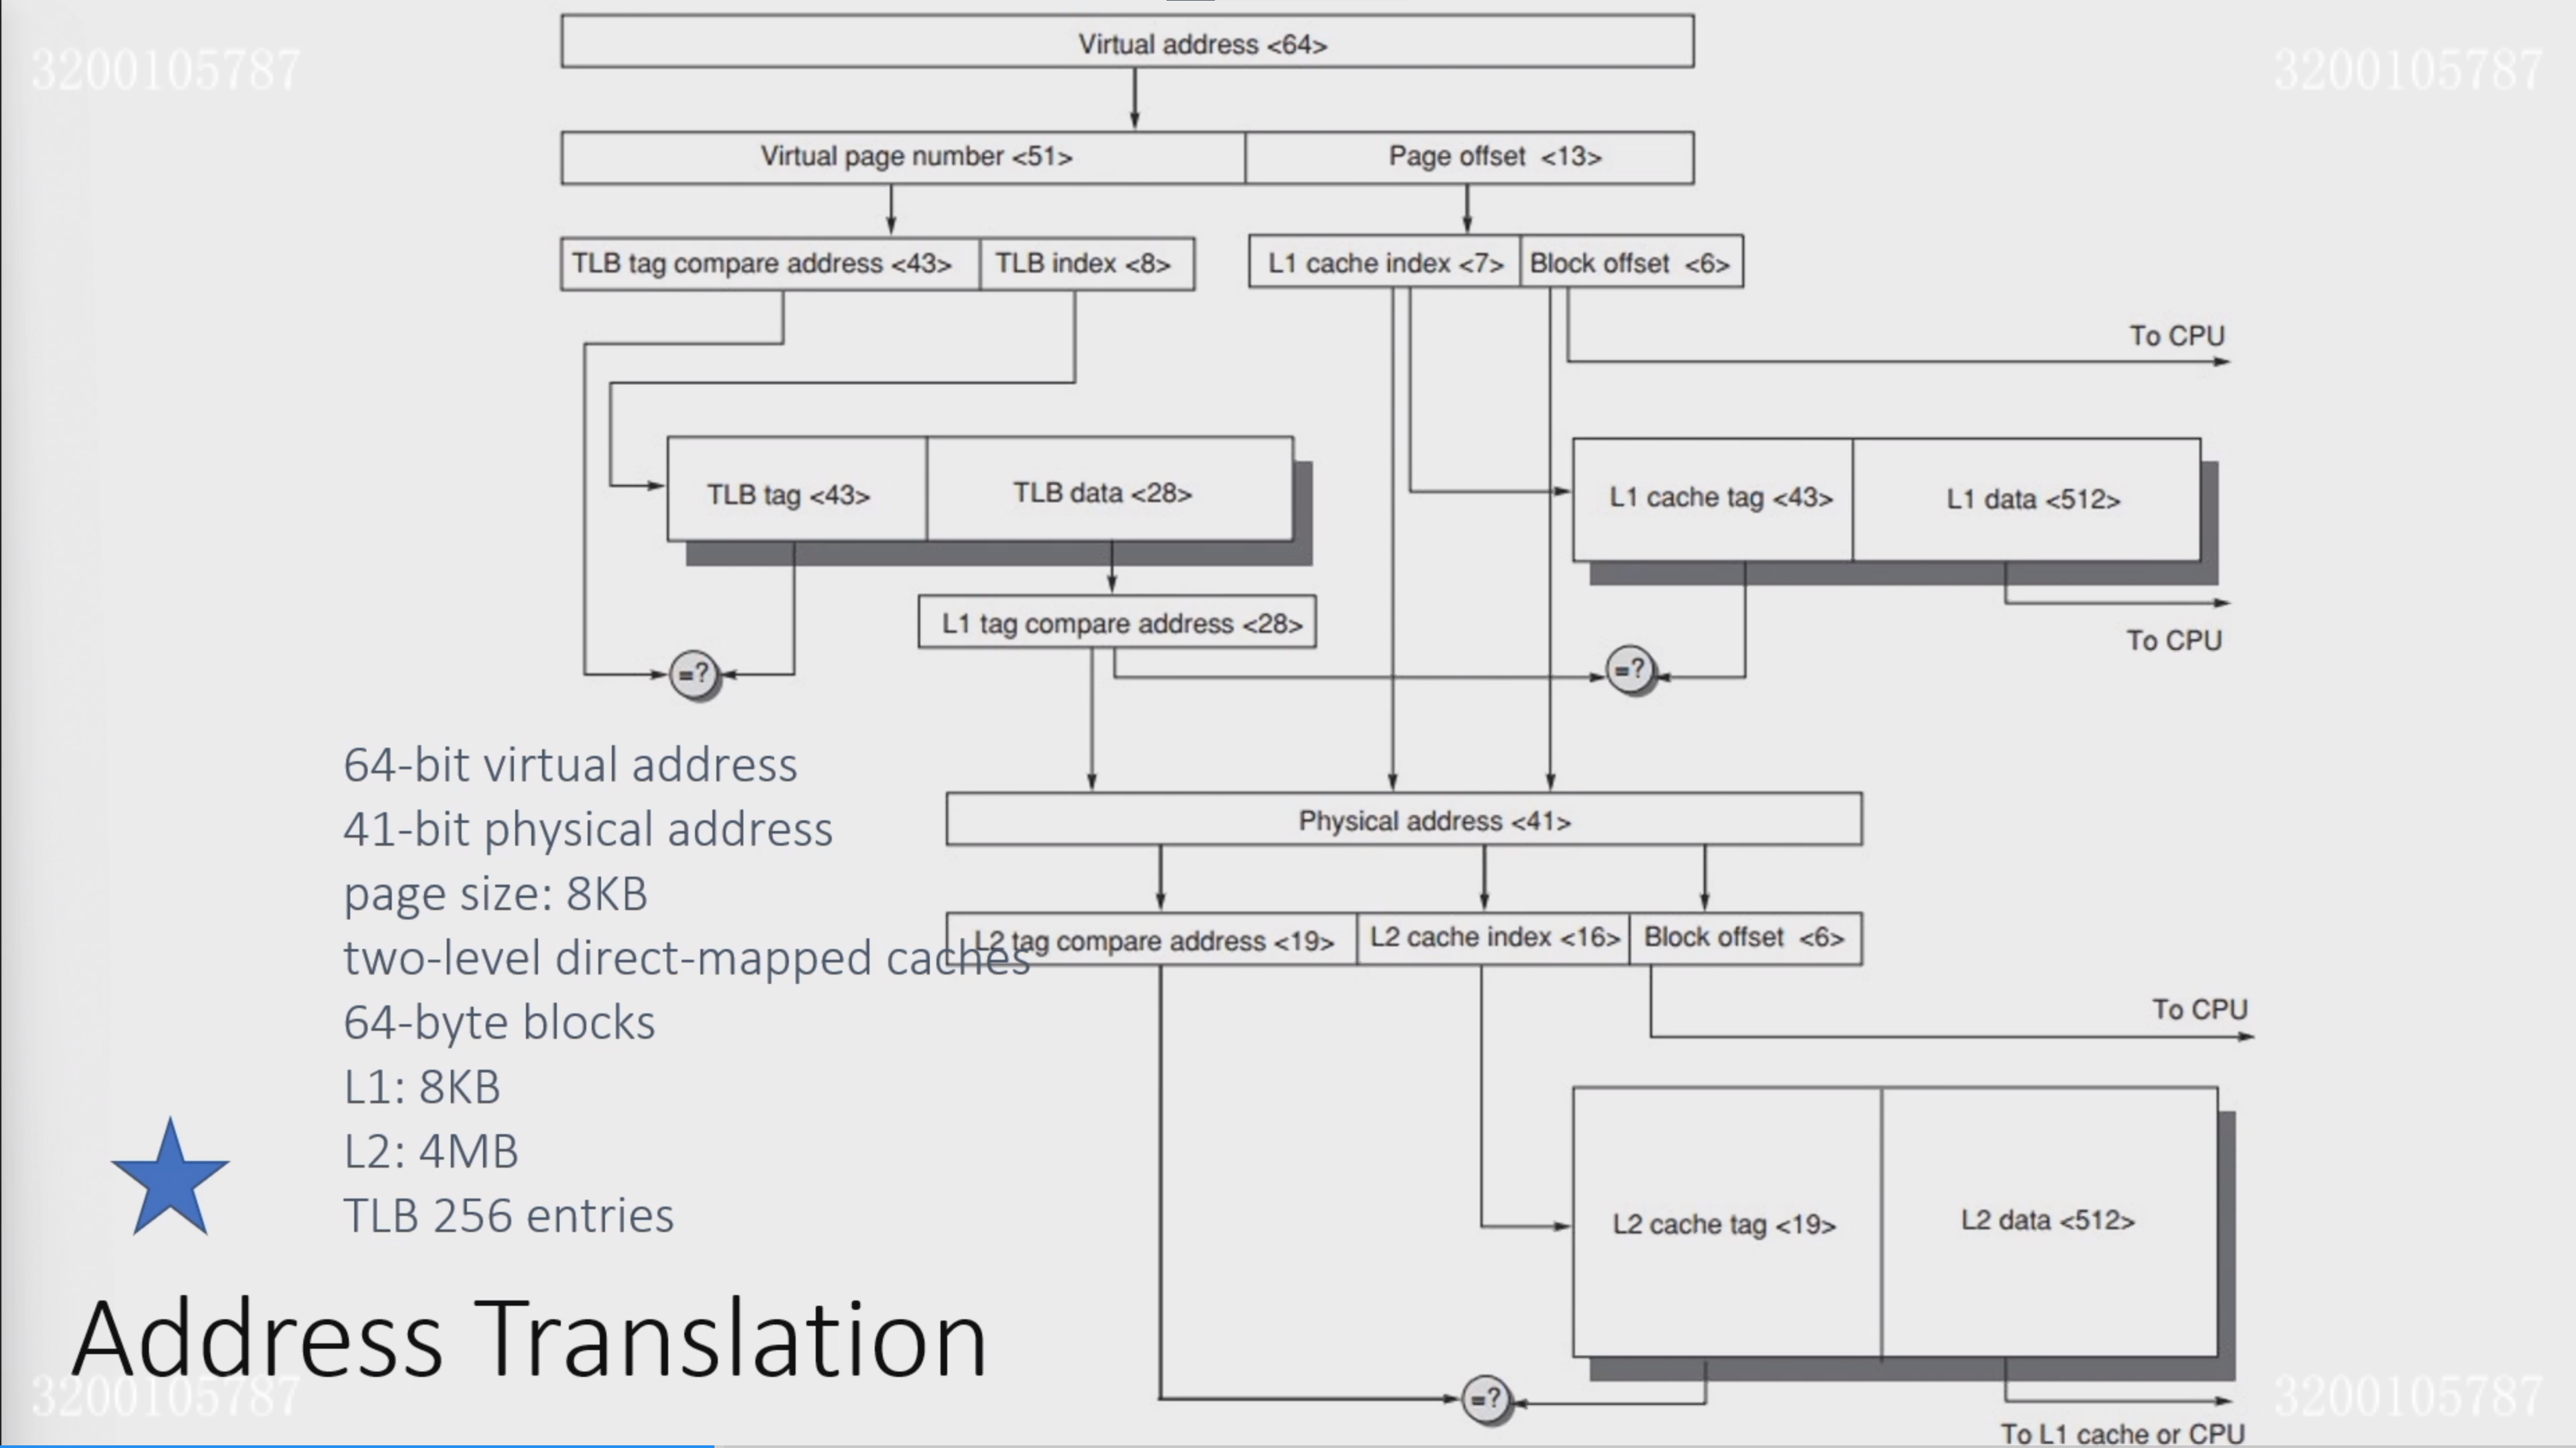 3200105787
3200105787
Virtual address <64>
Virtual page number <51>
Page offset <13>
TLB tag compare address <43>
TLB index <8>
L1 cache index <7>
Block offset <6>
To CPU
TLB tag <43>
TLB data <28>
L1 cache tag <43>
L1 data <512>
L1 tag compare address <28>
To CPU
=?
=?
64-bit virtual address
41-bit physical address
page size: 8KB
two-level direct-mapped caches
64-byte blocks
L1: 8KB
L2: 4MB
TLB 256 entries
Physical address <41>
L2 tag compare address <19>
L2 cache index <16>
Block offset <6>
To CPU
L2 cache tag <19>
L2 data <512>
=?
To L1 cache or CPU
Address Translation
3200105787
3200105787